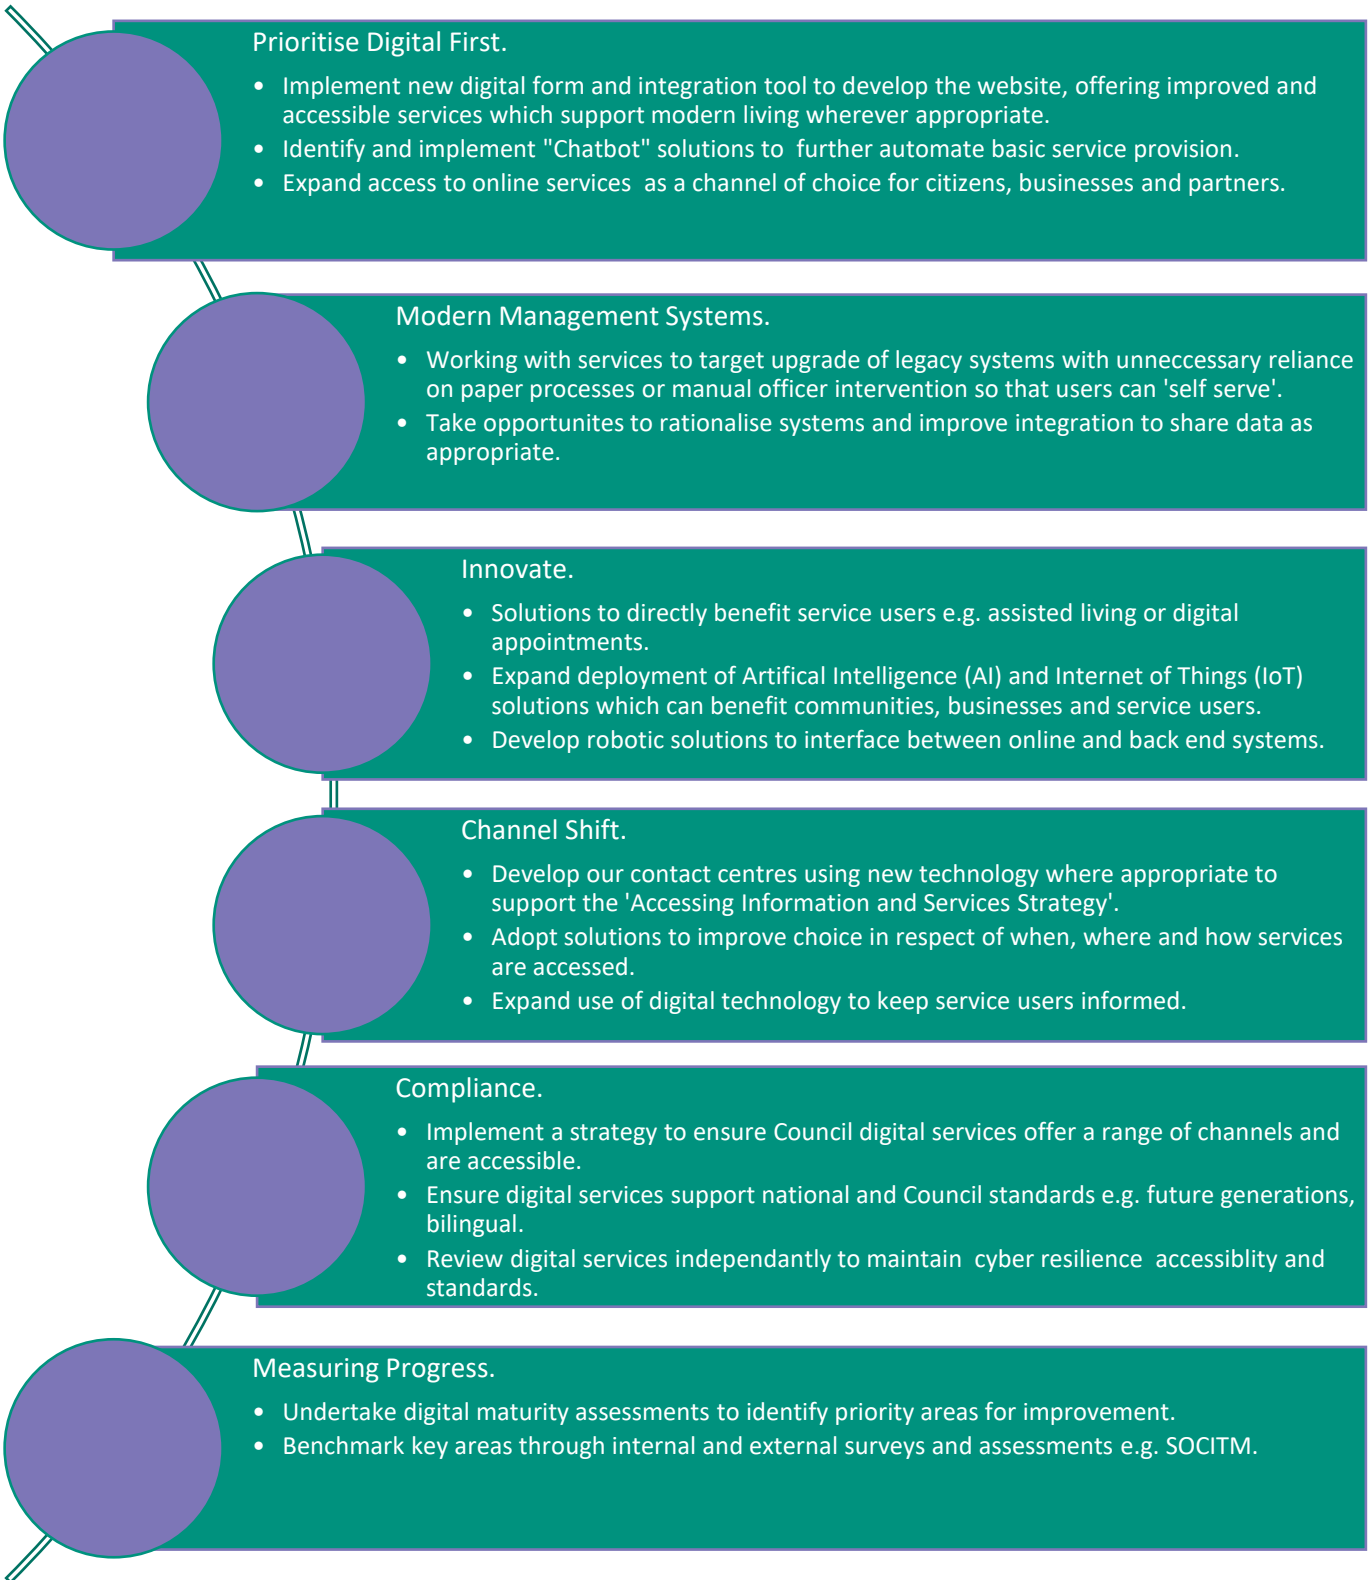 Prioritise Digital First.
• Implement new digital form and integration tool to develop the website, offering improved and
accessible services which support modern living wherever appropriate.
• Identify and implement "Chatbot" solutions to  further automate basic service provision.
• Expand access to online services  as a channel of choice for citizens, businesses and partners.
Modern Management Systems.
• Working with services to target upgrade of legacy systems with unneccessary reliance
on paper processes or manual officer intervention so that users can 'self serve'.
• Take opportunites to rationalise systems and improve integration to share data as
appropriate.
Innovate.
• Solutions to directly benefit service users e.g. assisted living or digital
appointments.
• Expand deployment of Artifical Intelligence (AI) and Internet of Things (IoT)
solutions which can benefit communities, businesses and service users.
• Develop robotic solutions to interface between online and back end systems.
Channel Shift.
• Develop our contact centres using new technology where appropriate to
support the 'Accessing Information and Services Strategy'.
• Adopt solutions to improve choice in respect of when, where and how services
are accessed.
• Expand use of digital technology to keep service users informed.
Compliance.
• Implement a strategy to ensure Council digital services offer a range of channels and
are accessible.
• Ensure digital services support national and Council standards e.g. future generations,
bilingual.
• Review digital services independantly to maintain  cyber resilience  accessiblity and
standards.
Measuring Progress.
• Undertake digital maturity assessments to identify priority areas for improvement.
• Benchmark key areas through internal and external surveys and assessments e.g. SOCITM.